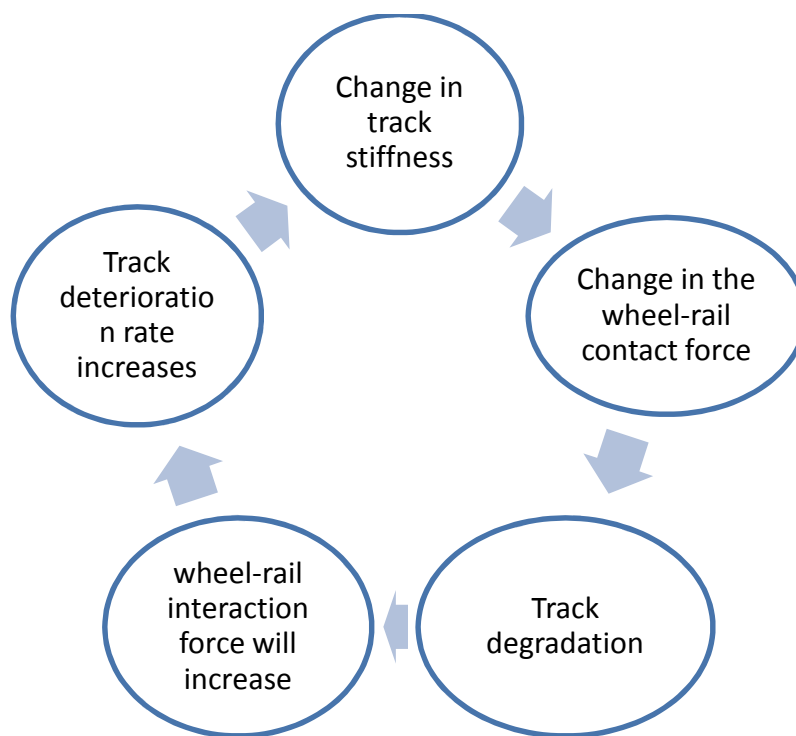 Change in
track
stiffness
Change in the
wheel-rail
contact force
Track
degradation
wheel-rail
interaction
force will
increase
Track
deterioratio
n rate
increases